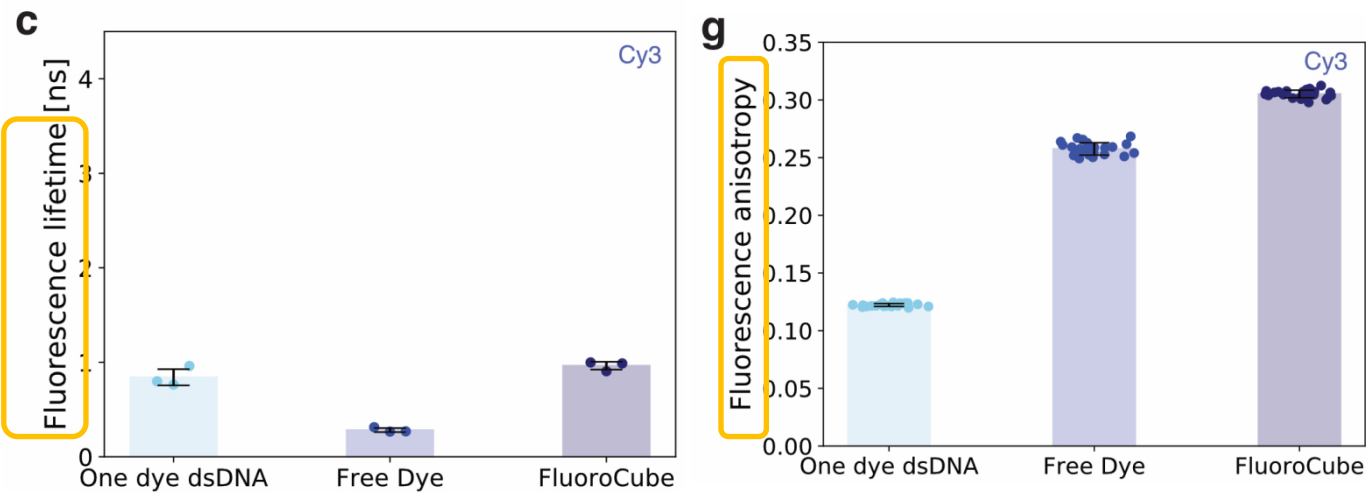 c
Cy3
Fluorescence lifetime [ns]
4
3
2
1
0
One dye dsDNA
Free Dye
FluoroCube
g
Cy3
Fluorescence anisotropy
0.35
0.30
0.25
0.20
0.15
0.10
0.05
0.00
One dye dsDNA
Free Dye
FluoroCube